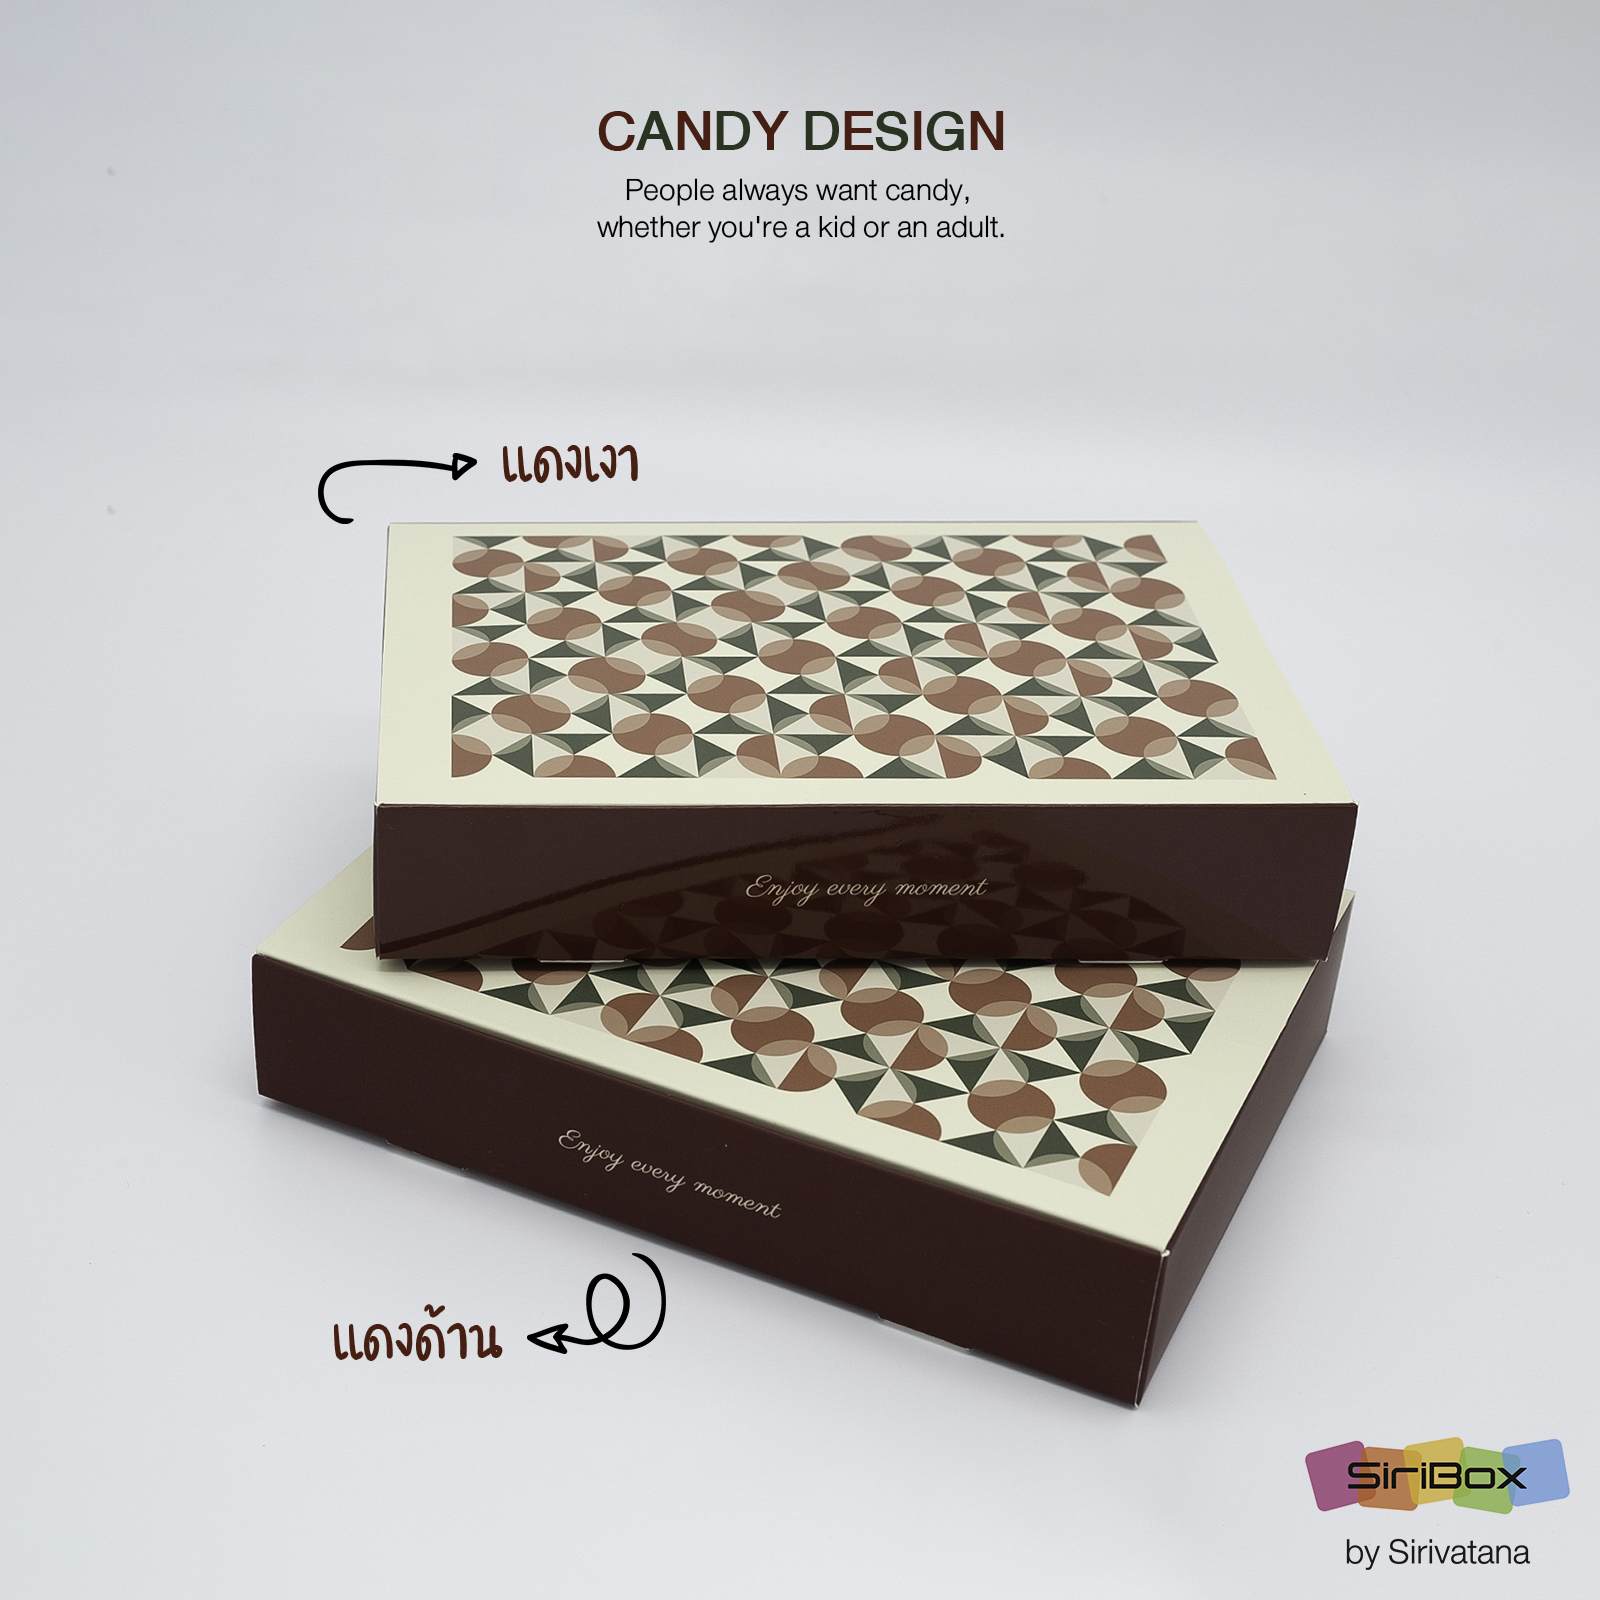 CANDY DESIGN
People always want candy,
whether you're a kid or an adult.
แดงเงา
Enjoy every moment
Enjoy every moment
แดงด้าน
SiriBox
by Sirivatana